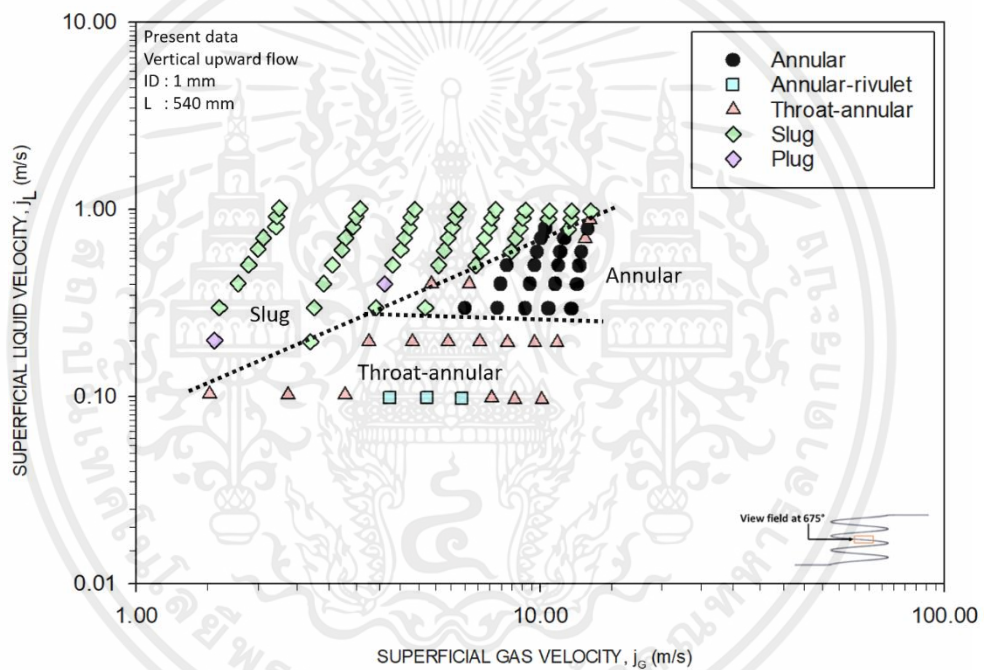 10.00
1.00
0.10
0.01
SUPERFICIAL LIQUID VELOCITY, jL (m/s)
Present data
Vertical upward flow
ID : 1 mm
L : 540 mm
Annular
Annular-rivulet
Throat-annular
Slug
Plug
Annular
Slug
Throat-annular
View field at 675°
1.00
10.00
100.00
SUPERFICIAL GAS VELOCITY, jG (m/s)